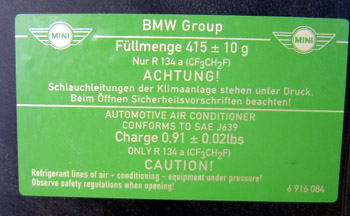 MINI BMW Group MINI
Füllmenge 415 ± 10 g
Nur R 134 a (CF3CH2F)
ACHTUNG!
Schlauchleitungen der Klimaanlage stehen unter Druck.
Beim Öffnen Sicherheitsvorschriften beachten!
AUTOMOTIVE AIR CONDITIONER
CONFORMS TO SAE J639
Charge 0.91 ± 0.02lbs
ONLY R 134 a (CF3CH2F)
CAUTION!
Refrigerant lines of air - conditioning - equipment under pressure!
Observe safety regulations when opening!
6 916 084